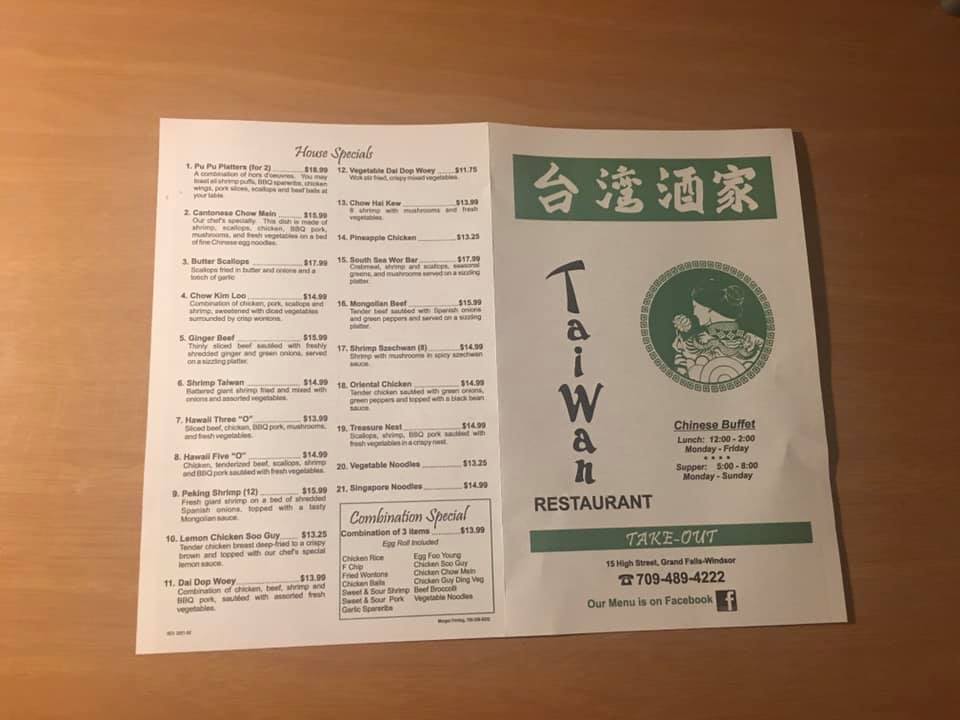 House Specials
1. Pu Pu Platters (for 2) $18.99
A combination of hors d'oeuvres. You may
toast all shrimp puffs, BBQ spareribs, chicken
wings, pork slices, scallops and beef balls at
your table.
2. Cantonese Chow Mein $15.99
Our chef's specialty. This dish is made of
shrimp, scallops, chicken, BBQ pork,
mushrooms, and fresh vegetables on a bed
of fine Chinese egg noodles.
3. Butter Scallops $17.99
Scallops fried in butter and onions and a
touch of garlic
4. Chow Kim Loo $14.99
Combination of chicken, pork, scallops and
shrimp, sweetened with diced vegetables
surrounded by crisp wontons.
5. Ginger Beef $15.99
Thinly sliced beef sautéed with freshly
shredded ginger and green onions, served
on a sizzling platter.
6. Shrimp Taiwan $14.99
Battered giant shrimp fried and mixed with
onions and assorted vegetables.
7. Hawaii Three "O" $13.99
Sliced beef, chicken, BBQ pork, mushrooms,
and fresh vegetables.
8. Hawaii Five "O" $14.99
Chicken, tenderized beef, scallops, shrimp
and BBQ pork sautéed with fresh vegetables.
9. Peking Shrimp (12) $15.99
Fresh giant shrimp on a bed of shredded
Spanish onions, topped with a tasty
Mongolian sauce.
10. Lemon Chicken Soo Guy $13.25
Tender chicken breast deep-fried to a crispy
brown and topped with our chef's special
lemon sauce.
11. Dai Dop Woey $13.99
Combination of chicken, beef, shrimp and
BBQ pork, sautéed with assorted fresh
vegetables.
12. Vegetable Dai Dop Woey $11.75
Wok stir fried, crispy mixed vegetables.
13. Chow Hai Kew $13.99
8 shrimp with mushrooms and fresh
vegetables.
14. Pineapple Chicken $13.25
15. South Sea Wor Bar $17.99
Crabmeat, shrimp and scallops, seasonal
greens, and mushrooms served on a sizzling
platter.
16. Mongolian Beef $15.99
Tender beef sautéed with Spanish onions
and green peppers and served on a sizzling
platter.
17. Shrimp Szechwan (8) $14.99
Shrimp with mushrooms in spicy szechwan
sauce.
18. Oriental Chicken $14.99
Tender chicken sautéed with green onions,
green peppers and topped with a black bean
sauce.
19. Treasure Nest $14.99
Scallops, shrimp, BBQ pork sautéed with
fresh vegetables in a crispy nest.
20. Vegetable Noodles $13.25
21. Singapore Noodles $14.99
Combination Special
Combination of 3 items $13.99
Egg Roll Included
Chicken Rice
F Chip
Fried Wontons
Chicken Balls
Sweet & Sour Shrimp
Sweet & Sour Pork
Garlic Spareribs
Egg Foo Young
Chicken Soo Guy
Chicken Chow Mein
Chicken Guy Ding Veg
Beef Broccoli
Vegetable Noodles
台湾酒家
TaiWan
RESTAURANT
Chinese Buffet
Lunch: 12:00 - 2:00
Monday - Friday
* * * *
Supper: 5:00 - 8:00
Monday - Sunday
TAKE-OUT
15 High Street, Grand Falls-Windsor
☎709-489-4222
Our Menu is on Facebook f